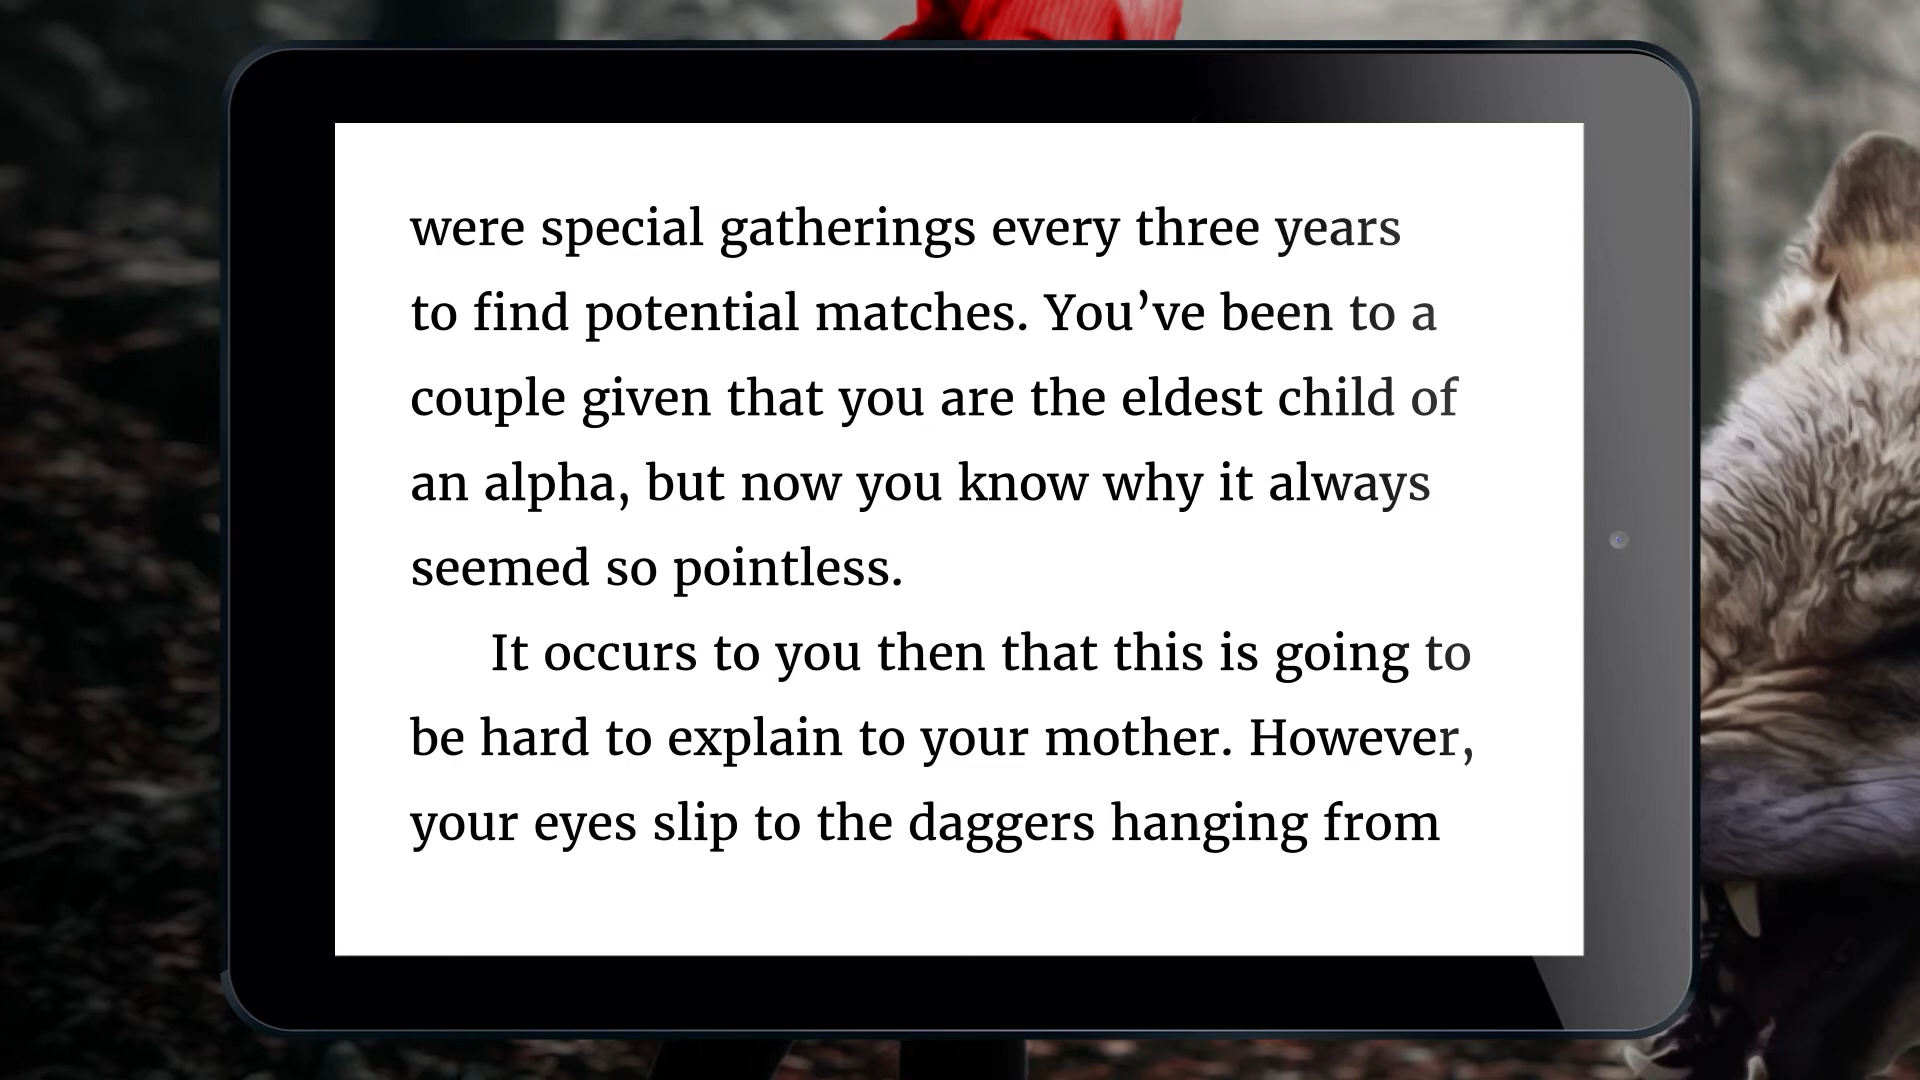 were special gatherings every three years
to find potential matches. You’ve been to a
couple given that you are the eldest child of
an alpha, but now you know why it always
seemed so pointless.
It occurs to you then that this is going to
be hard to explain to your mother. However,
your eyes slip to the daggers hanging from